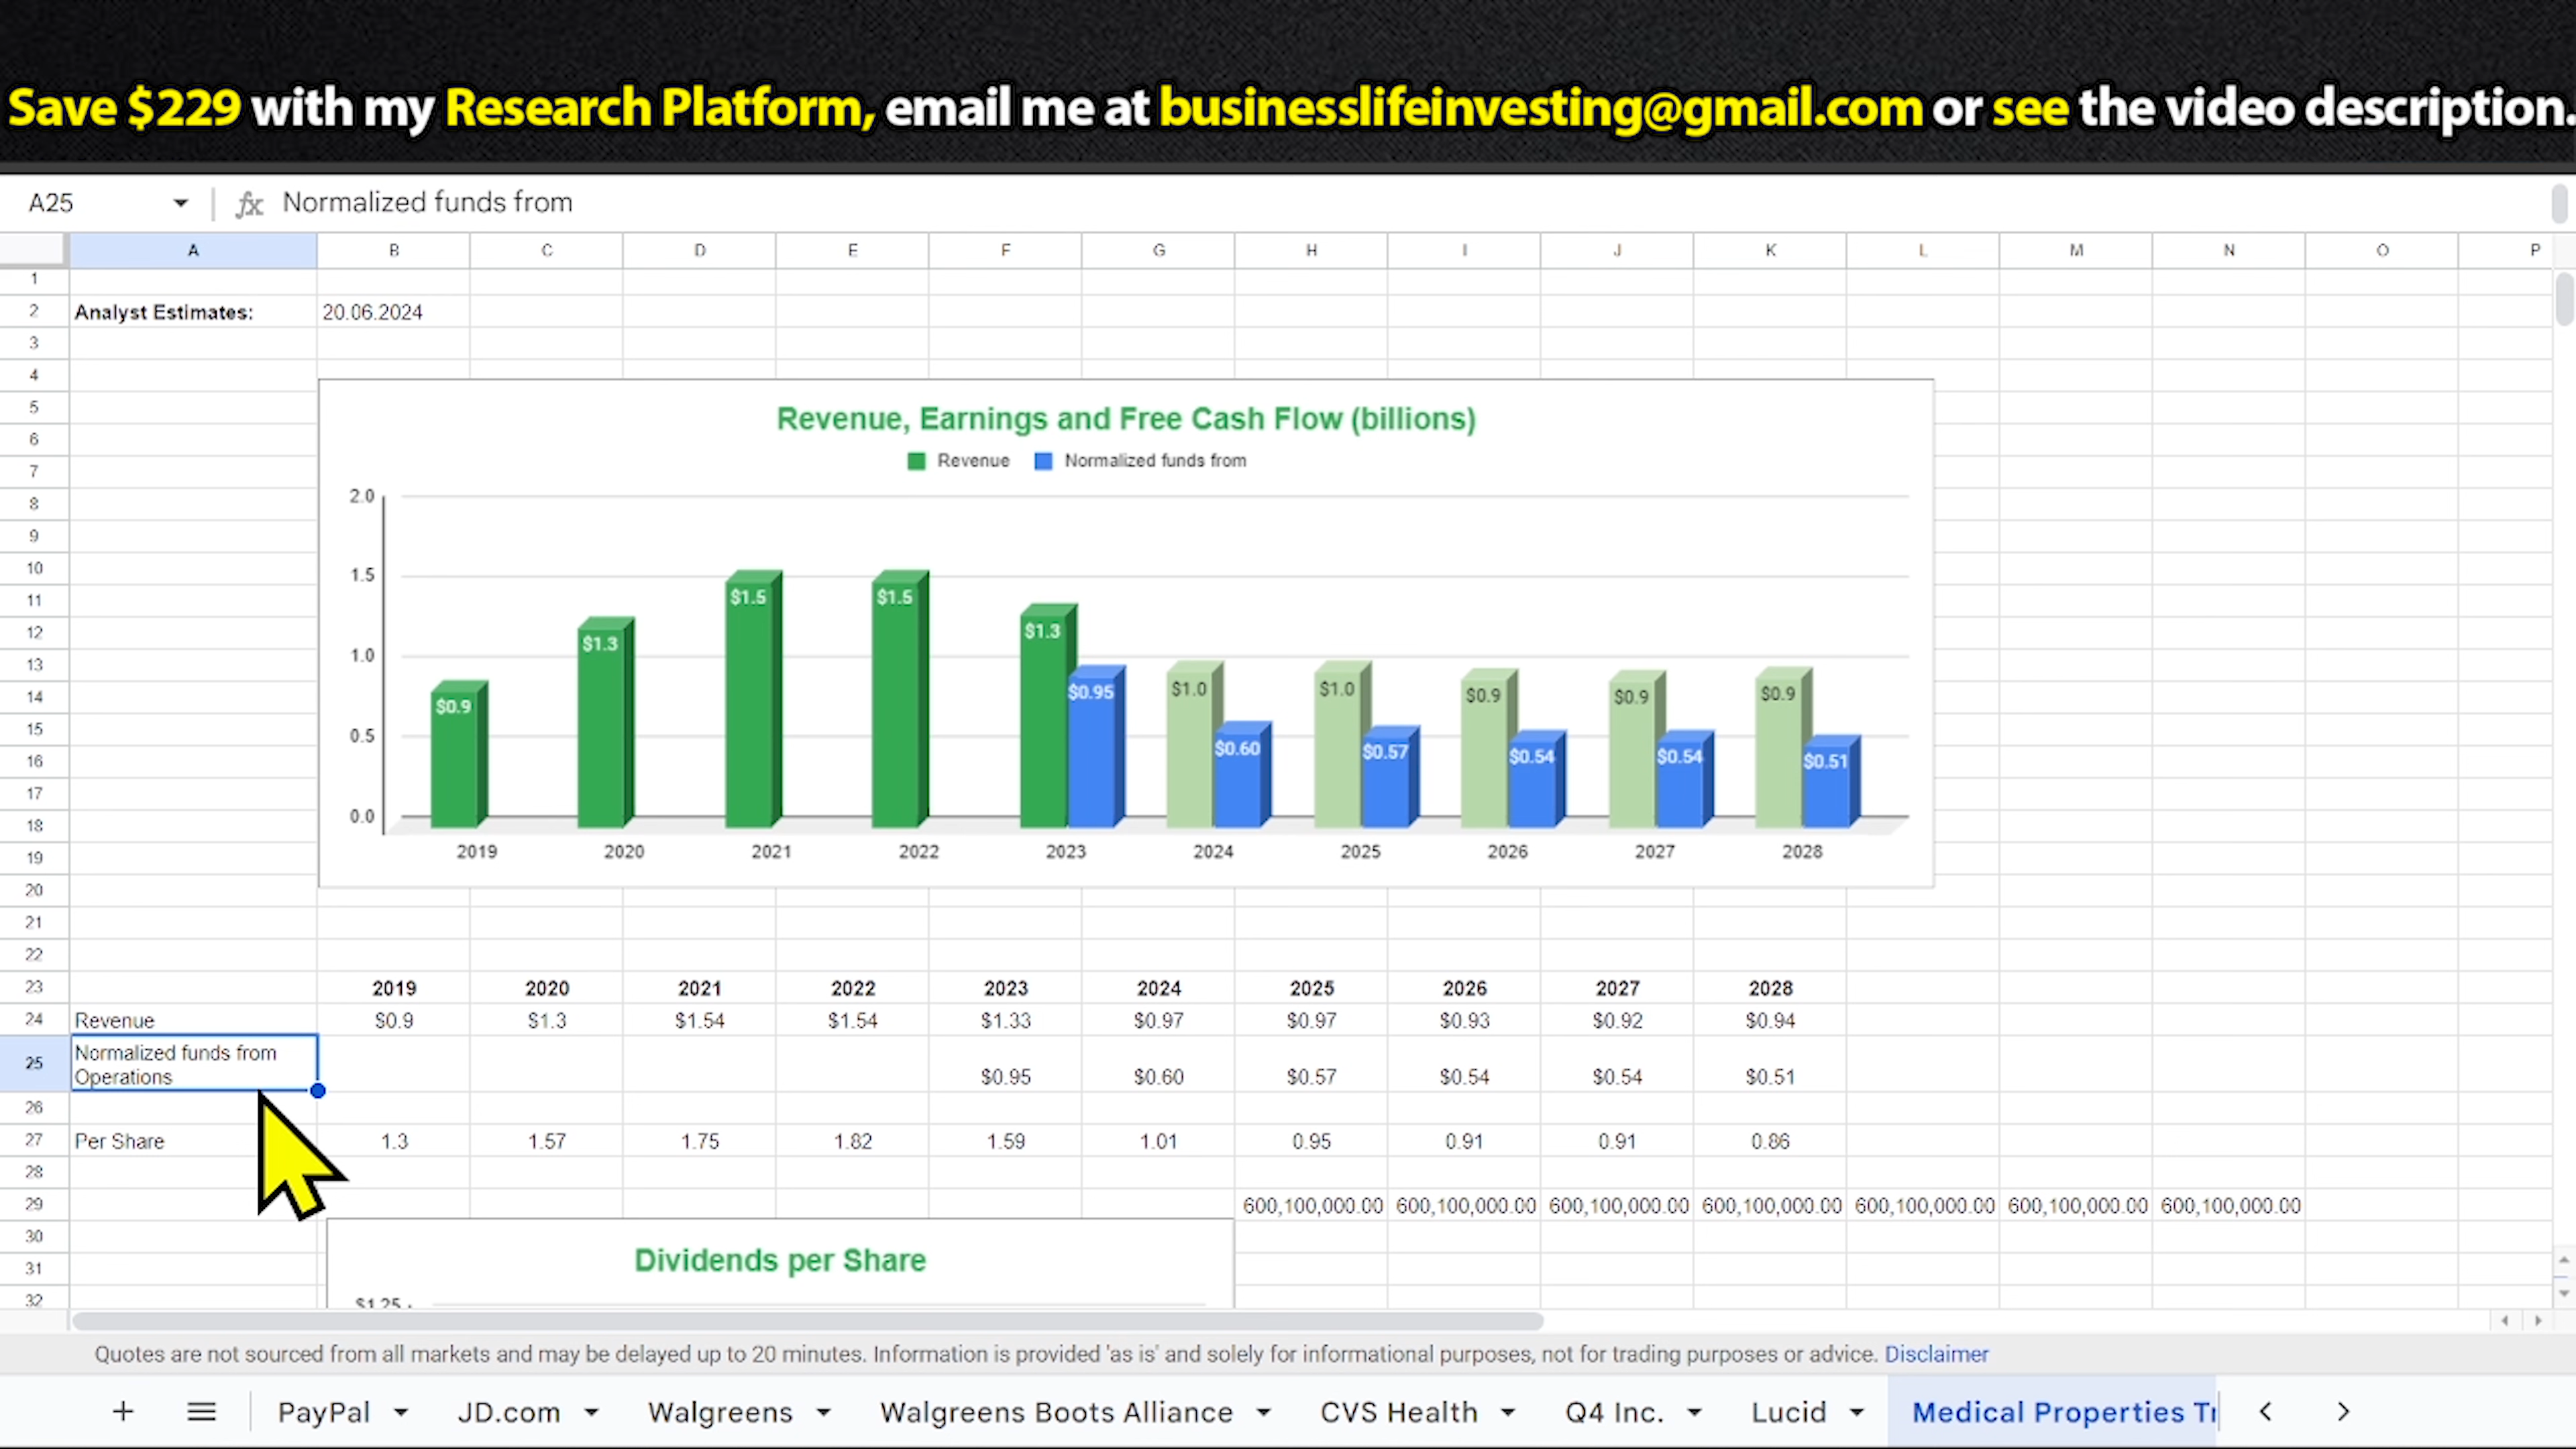 Save $229 with my Research Platform, email me at businesslifeinvesting@gmail.com or see the video description.
A25 fx Normalized funds from
A B C D E F G H I J K L M N O P
1
2 Analyst Estimates: 20.06.2024
3
4
5
6
7
8
9
10
11
12
13
14
15
16
17
18
19
20
21
22
Revenue, Earnings and Free Cash Flow (billions)
Revenue Normalized funds from
2.0
1.5
1.0
0.5
0.0
$0.9 $1.3 $1.5 $1.5 $1.3 $0.95 $1.0 $0.60 $1.0 $0.57 $0.9 $0.54 $0.9 $0.54 $0.9 $0.51
2019 2020 2021 2022 2023 2024 2025 2026 2027 2028
23 2019 2020 2021 2022 2023 2024 2025 2026 2027 2028
24 Revenue $0.9 $1.3 $1.54 $1.54 $1.33 $0.97 $0.97 $0.93 $0.92 $0.94
25 Normalized funds from
Operations $0.95 $0.60 $0.57 $0.54 $0.54 $0.51
26
27 Per Share 1.3 1.57 1.75 1.82 1.59 1.01 0.95 0.91 0.91 0.86
28
29 600,100,000.00 600,100,000.00 600,100,000.00 600,100,000.00 600,100,000.00 600,100,000.00 600,100,000.00
30
Dividends per Share
31
32 $1.25
Quotes are not sourced from all markets and may be delayed up to 20 minutes. Information is provided 'as is' and solely for informational purposes, not for trading purposes or advice. Disclaimer
+ PayPal JD.com Walgreens Walgreens Boots Alliance CVS Health Q4 Inc. Lucid Medical Properties Tr